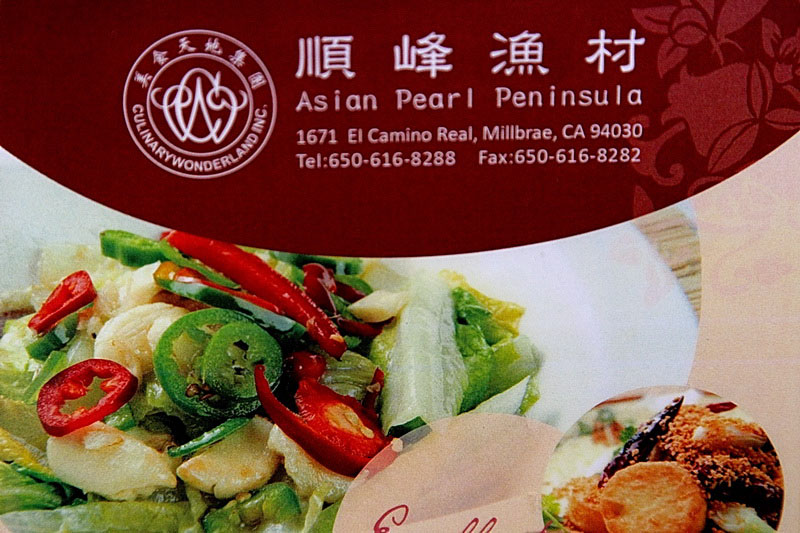 順峰漁村
Asian Pearl Peninsula
1671 El Camino Real, Millbrae, CA 94030
Tel:650-616-8288 Fax:650-616-8282
美食天地集團
CULINARYWONDERLAND INC.